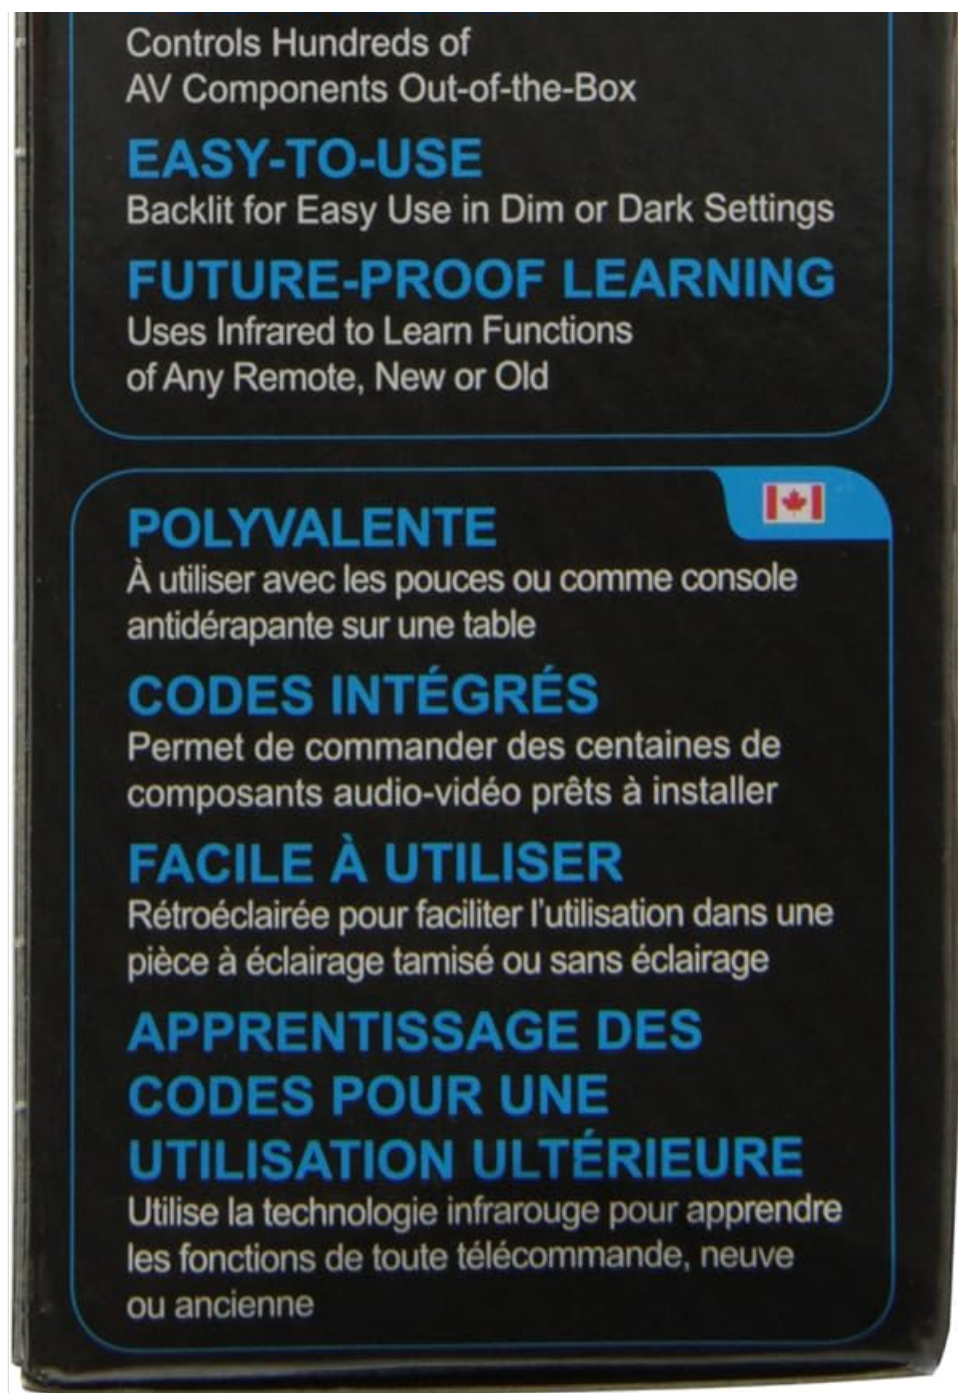 Controls Hundreds of
AV Components Out-of-the-Box
EASY-TO-USE
Backlit for Easy Use in Dim or Dark Settings
FUTURE-PROOF LEARNING
Uses Infrared to Learn Functions
of Any Remote, New or Old
POLYVALENTE
À utiliser avec les pouces ou comme console
antidérapante sur une table
CODES INTÉGRÉS
Permet de commander des centaines de
composants audio-vidéo prêts à installer
FACILE À UTILISER
Rétroéclairée pour faciliter l'utilisation dans une
pièce à éclairage tamisé ou sans éclairage
APPRENTISSAGE DES
CODES POUR UNE
UTILISATION ULTÉRIEURE
Utilise la technologie infrarouge pour apprendre
les fonctions de toute télécommande, neuve
ou ancienne